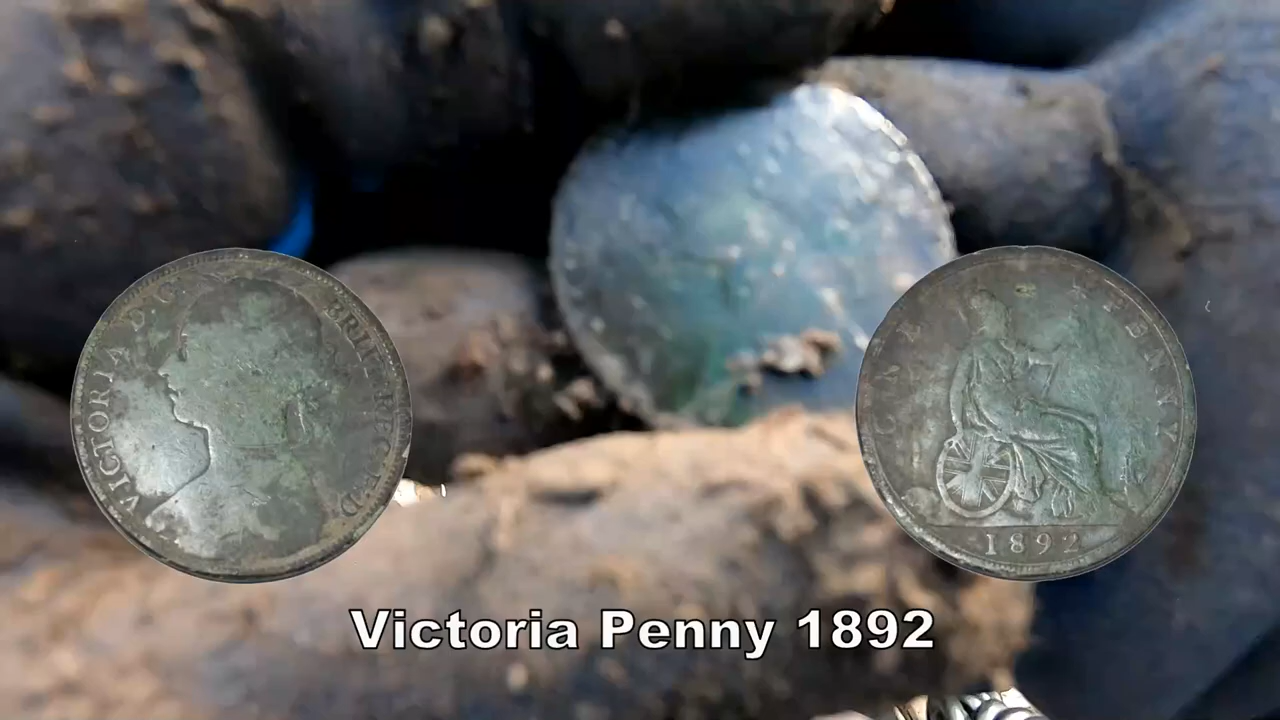 VICTORIA D. G.
BRITT. REG. F. D.
ONE PENNY
1892
Victoria Penny 1892